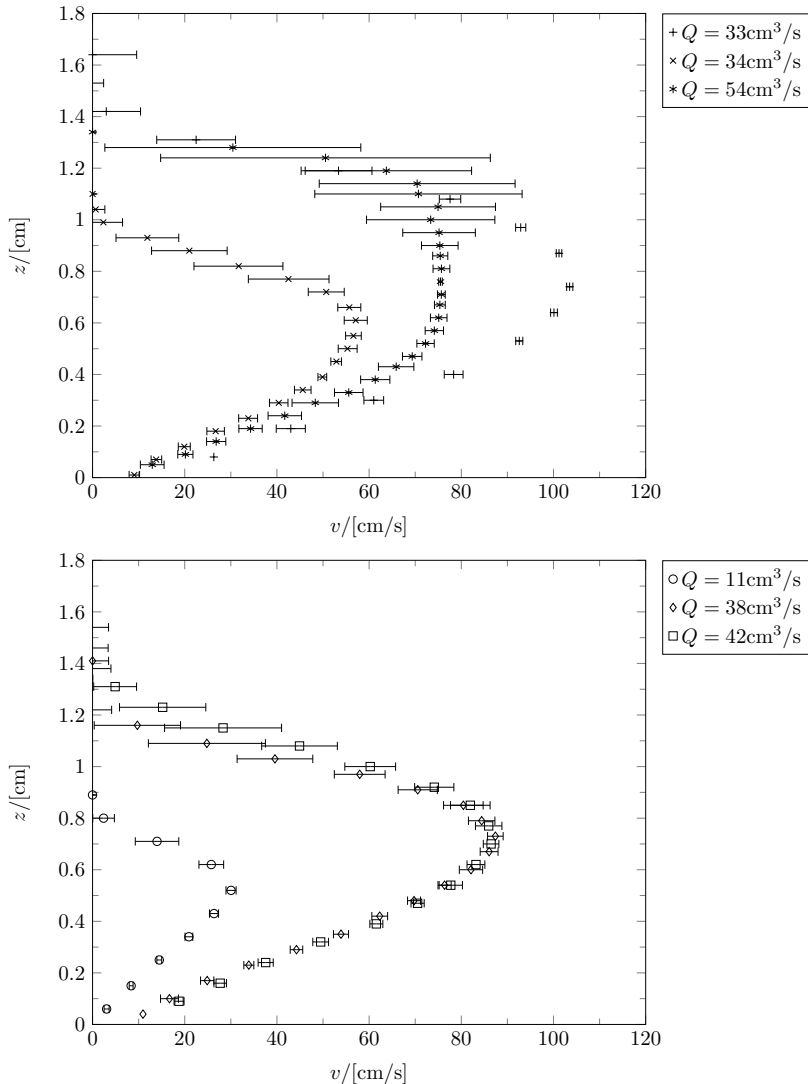 1.8
1.6
1.4
1.2
1
0.8
0.6
0.4
0.2
0
z/[cm]
0 20 40 60 80 100 120
v/[cm/s]
Q = 33cm³/s
Q = 34cm³/s
Q = 54cm³/s
1.8
1.6
1.4
1.2
1
0.8
0.6
0.4
0.2
0
z/[cm]
0 20 40 60 80 100 120
v/[cm/s]
Q = 11cm³/s
Q = 38cm³/s
Q = 42cm³/s